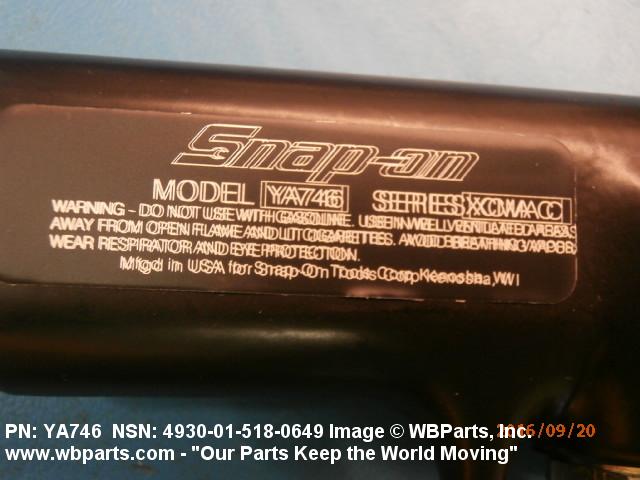 Snap-on
MODEL YA746 SERIES
WARNING - DO NOT USE WITH GASOLINE. USE IN WELL VENTILATED AREAS
AWAY FROM OPEN FLAME AND LIT CIGARETTES. AVOID BREATHING VAPOR.
WEAR RESPIRATOR AND EYE PROTECTION.
Mfgd in USA for Snap-On Tools Corp Kenosha, WI
PN: YA746 NSN: 4930-01-518-0649 Image © WBParts, Inc. /09/20
www.wbparts.com - "Our Parts Keep the World Moving"